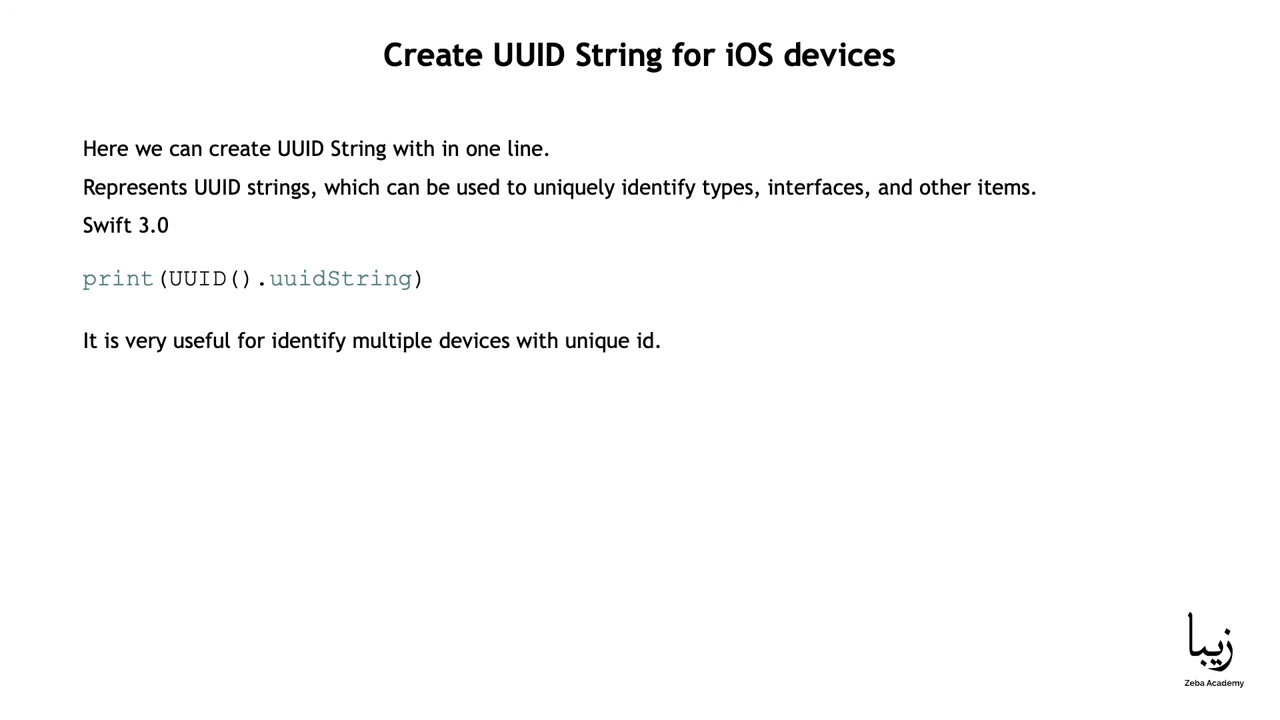 Create UUID String for iOS devices
Here we can create UUID String with in one line.
Represents UUID strings, which can be used to uniquely identify types, interfaces, and other items.
Swift 3.0
print(UUID().uuidString)
It is very useful for identify multiple devices with unique id.
زیبا
Zeba Academy